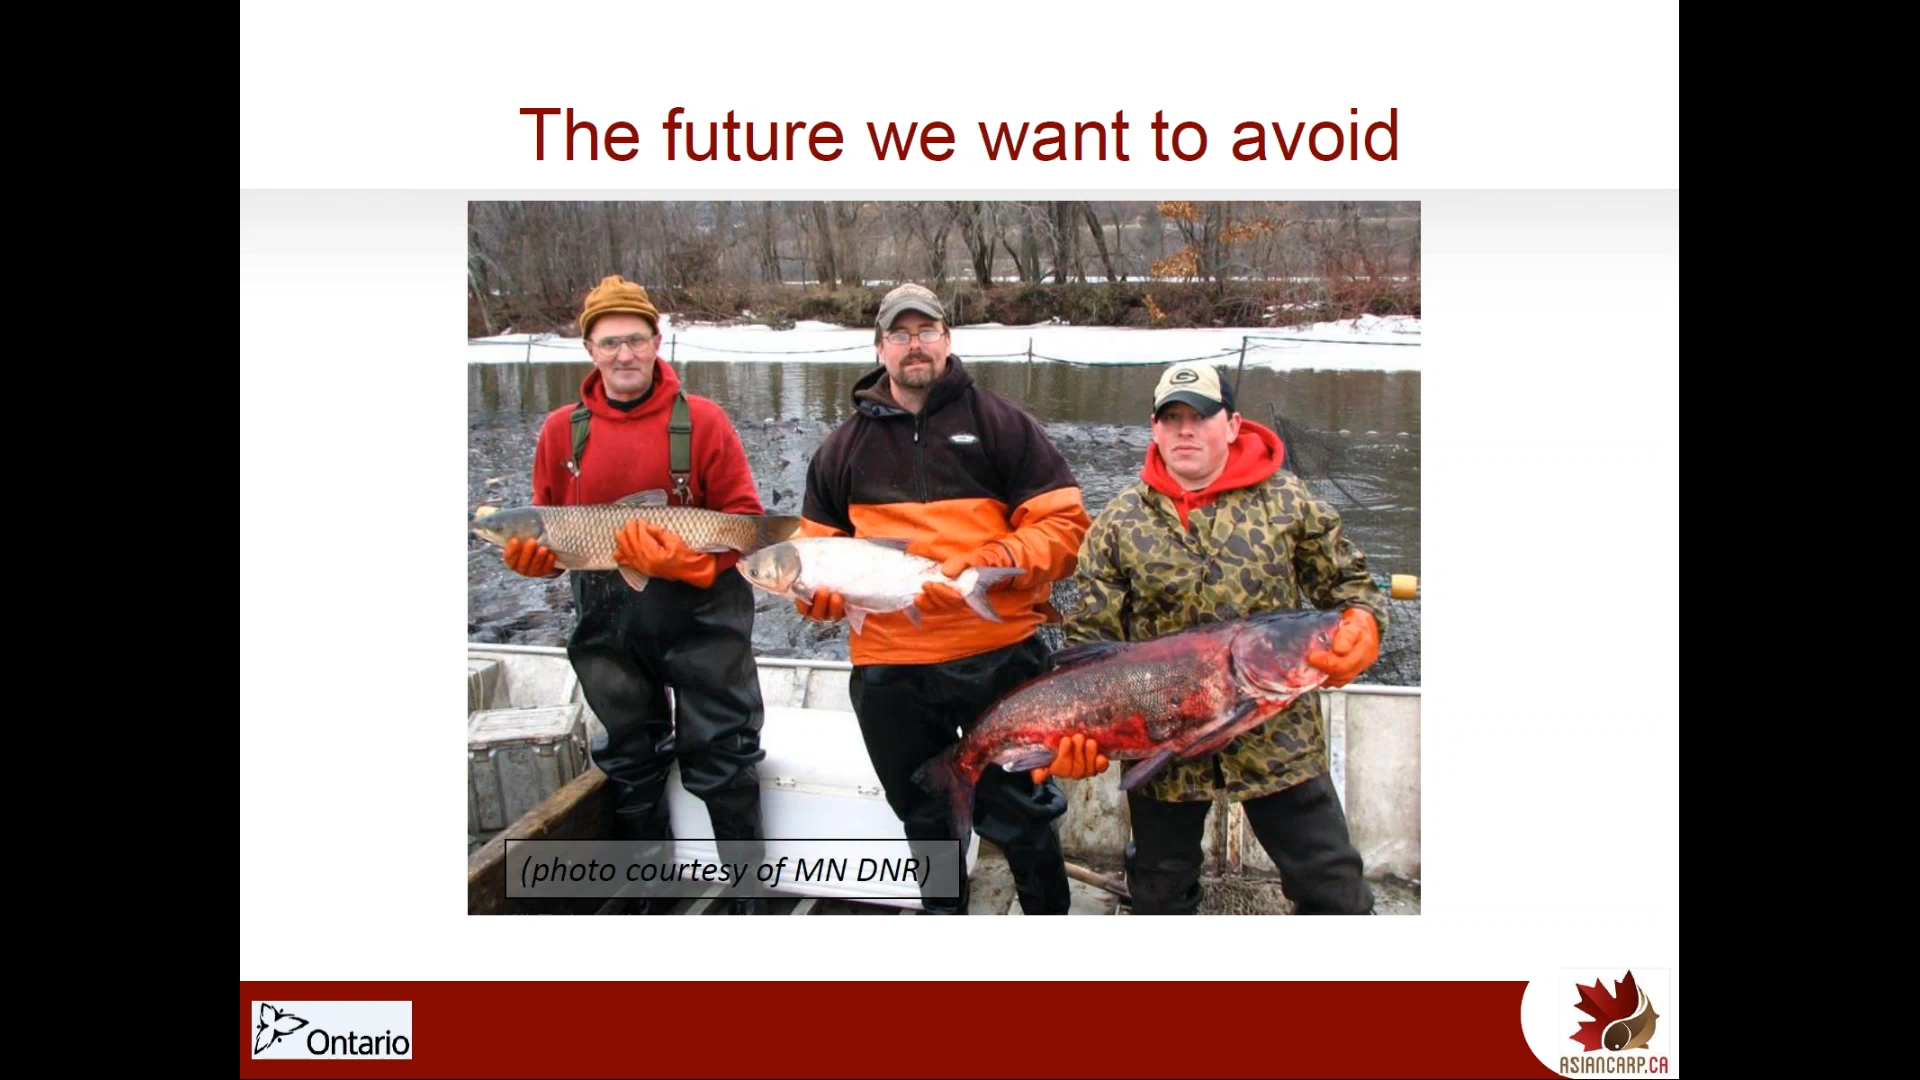 The future we want to avoid
(photo courtesy of MN DNR)
Ontario
ASIANCARP.CA